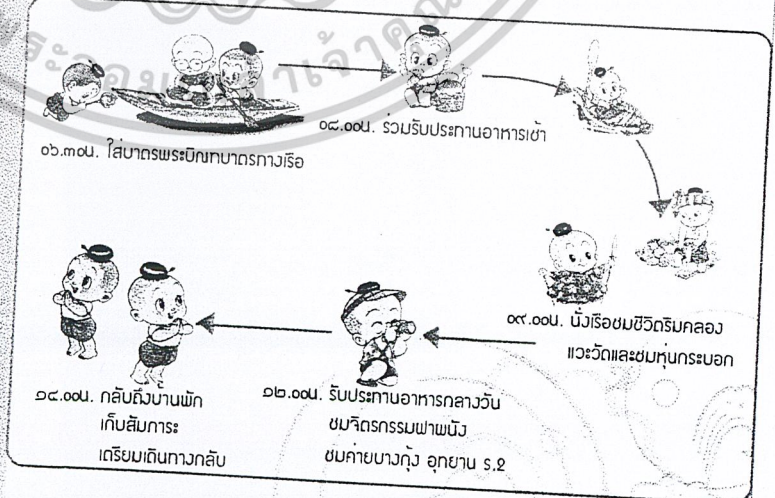 ๐๖.๓๐น. ใส่บาตรพระบิณฑบาตรทางเรือ
๐๘.๐๐น. ร่วมรับประทานอาหารเช้า
๐๙.๐๐น. นั่งเรือชมชีวิตริมคลอง
แวะวัดและชมหุ่นกระบอก
๑๒.๐๐น. รับประทานอาหารกลางวัน
ชมจิตรกรรมฝาผนัง
ชมค่ายบางกุ้ง อุทยาน ร.2
๑๔.๐๐น. กลับถึงบานพัก
เก็บสัมภาระ
เตรียมเดินทางกลับ